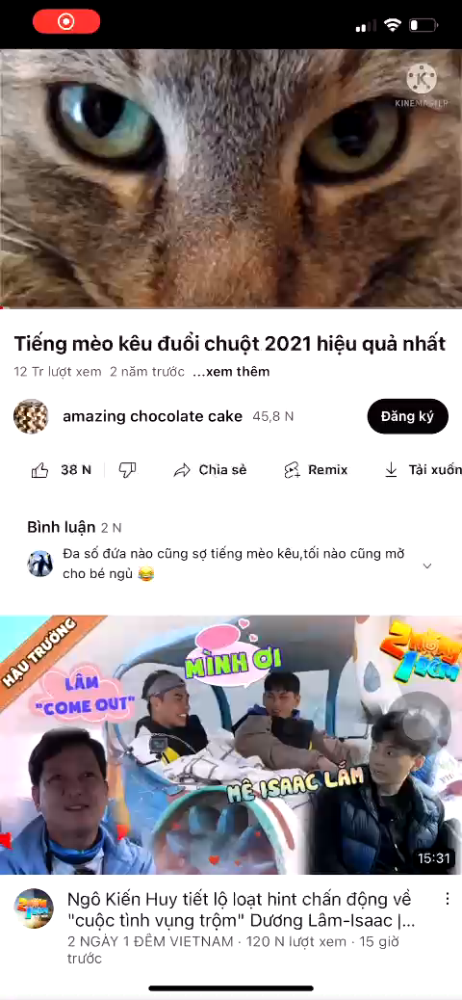 KINEMASTER
Tiếng mèo kêu đuổi chuột 2021 hiệu quả nhất
12 Tr lượt xem 2 năm trước ...xem thêm
amazing chocolate cake 45,8 N
Đăng ký
38 N
Chia sẻ
Remix
Tải xuốn
Bình luận 2 N
Đa số đứa nào cũng sợ tiếng mèo kêu,tối nào cũng mở
cho bé ngủ 😂
HẬU TRƯỜNG
LÂM
"COME OUT"
MÌNH ƠI
MÊ ISAAC LẮM
15:31
Ngô Kiến Huy tiết lộ loạt hint chấn động về
"cuộc tình vụng trộm" Dương Lâm-Isaac |...
2 NGÀY 1 ĐÊM VIETNAM · 120 N lượt xem · 15 giờ
trước